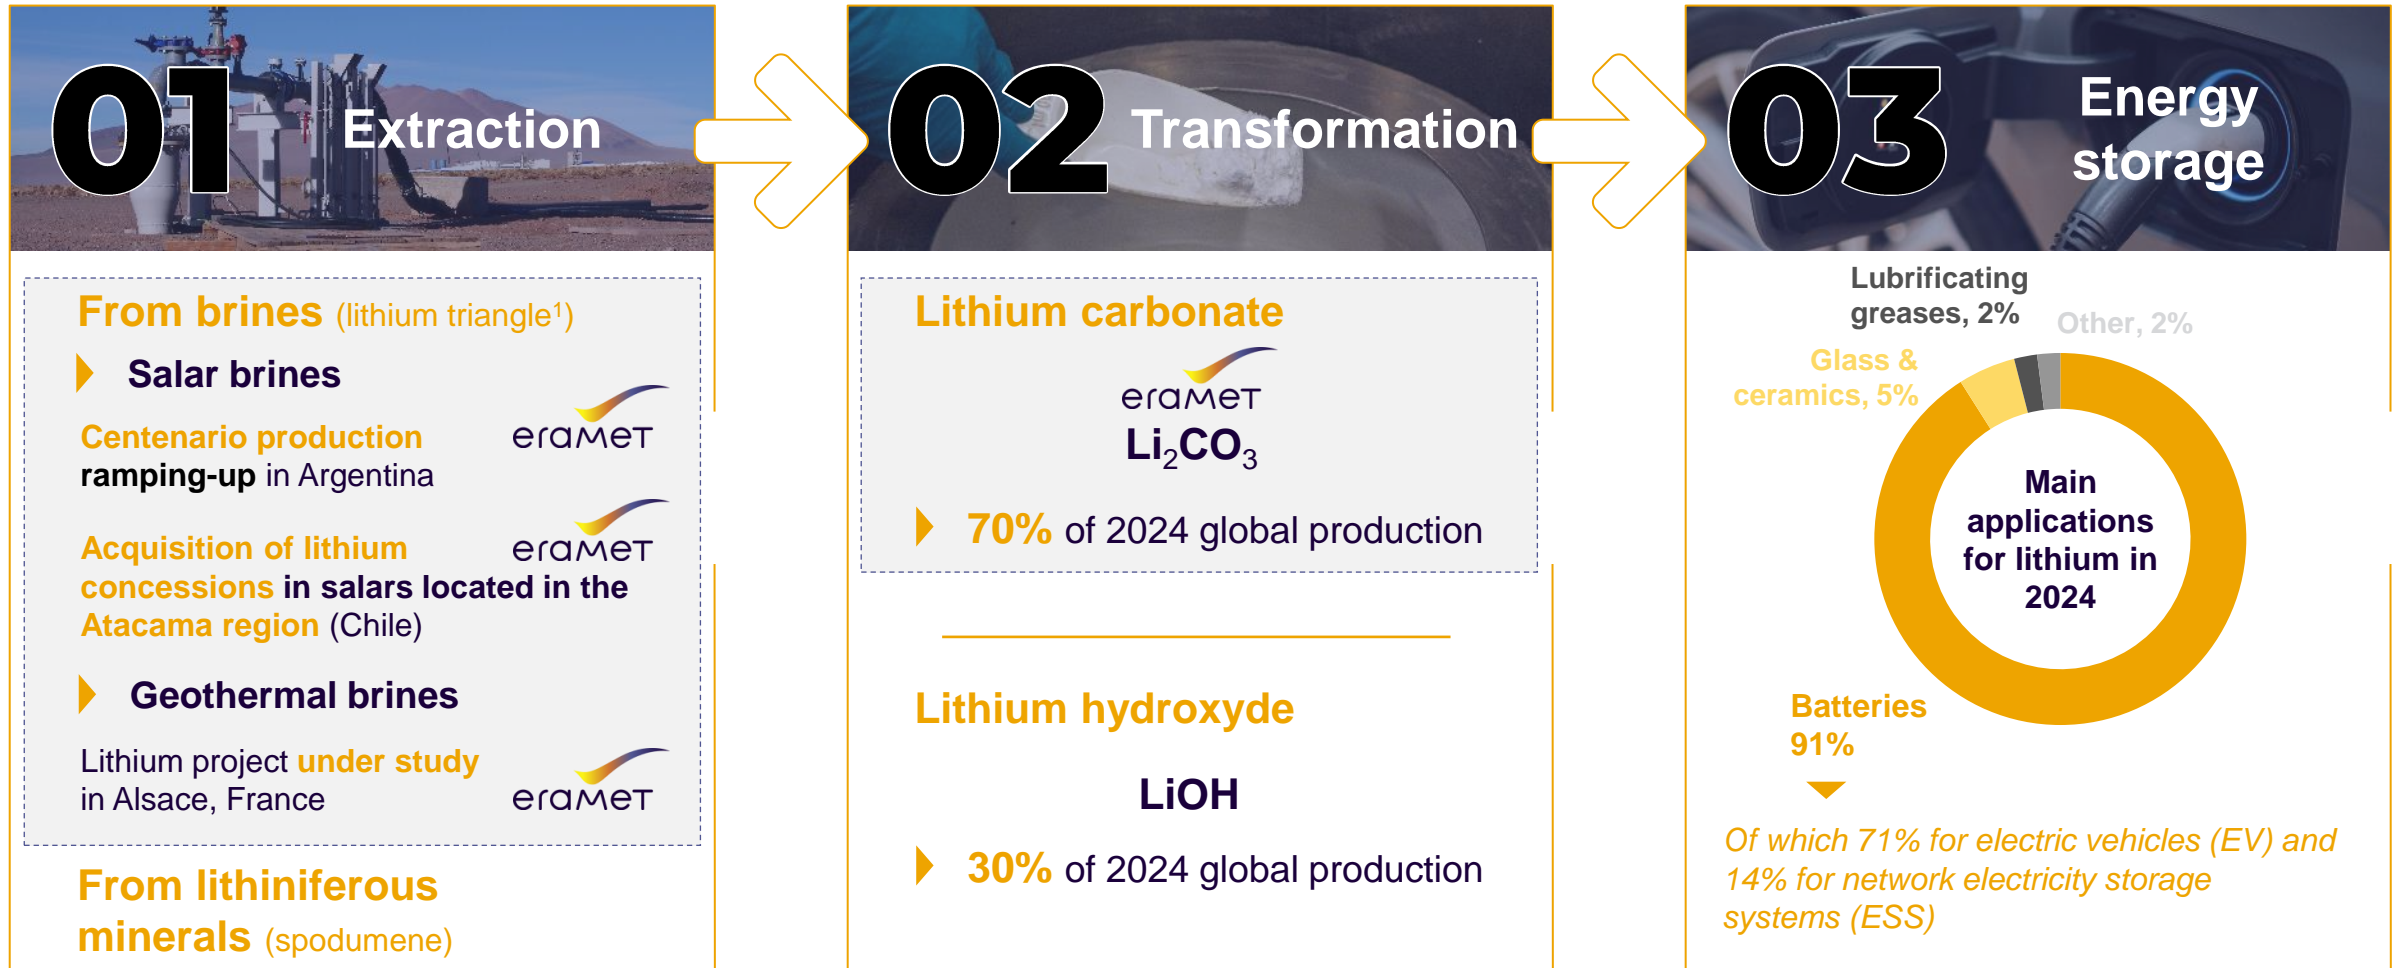 01 Extraction
From brines (lithium triangle¹)
Salar brines
eramet
Centenario production
ramping-up in Argentina
eramet
Acquisition of lithium
concessions in salars located in the
Atacama region (Chile)
Geothermal brines
Lithium project under study
in Alsace, France
eramet
From lithiniferous
minerals (spodumene)
02 Transformation
Lithium carbonate
eramet
Li₂CO₃
70% of 2024 global production
Lithium hydroxyde
LiOH
30% of 2024 global production
03 Energy
storage
Lubrificating
greases, 2%
Other, 2%
Glass &
ceramics, 5%
Main
applications
for lithium in
2024
Batteries
91%
Of which 71% for electric vehicles (EV) and
14% for network electricity storage
systems (ESS)